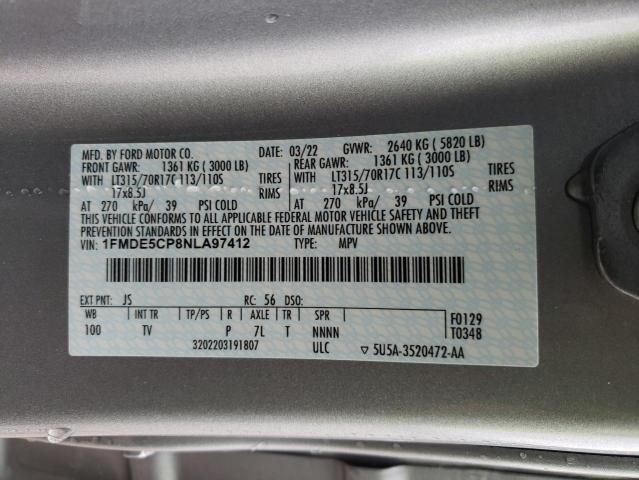 MFD. BY FORD MOTOR CO. DATE: 03/22 GVWR: 2640 KG ( 5820 LB)
FRONT GAWR: 1361 KG ( 3000 LB) REAR GAWR: 1361 KG ( 3000 LB)
WITH LT315/70R17C 113/110S TIRES WITH LT315/70R17C 113/110S TIRES
17x8.5J RIMS 17x8.5J RIMS
AT 270 kPa/ 39 PSI COLD AT 270 kPa/ 39 PSI COLD
THIS VEHICLE CONFORMS TO ALL APPLICABLE FEDERAL MOTOR VEHICLE SAFETY AND THEFT
PREVENTION STANDARDS IN EFFECT ON THE DATE OF MANUFACTURE SHOWN ABOVE.
VIN: 1FMDE5CP8NLA97412 TYPE: MPV
EXT PNT: JS RC: 56 DSO:
WB INT TR TP/PS R AXLE TR SPR F0129
100 TV P 7L T NNNN T0348
3202203191807 ULC ▽ 5U5A-3520472-AA